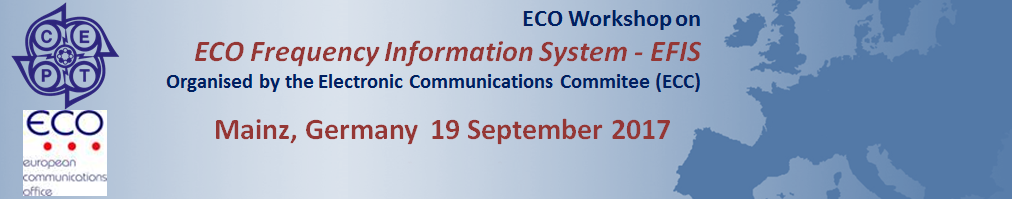 C E
P T
ECO
european
communications
office
ECO Workshop on
ECO Frequency Information System - EFIS
Organised by the Electronic Communications Commitee (ECC)
Mainz, Germany 19 September 2017